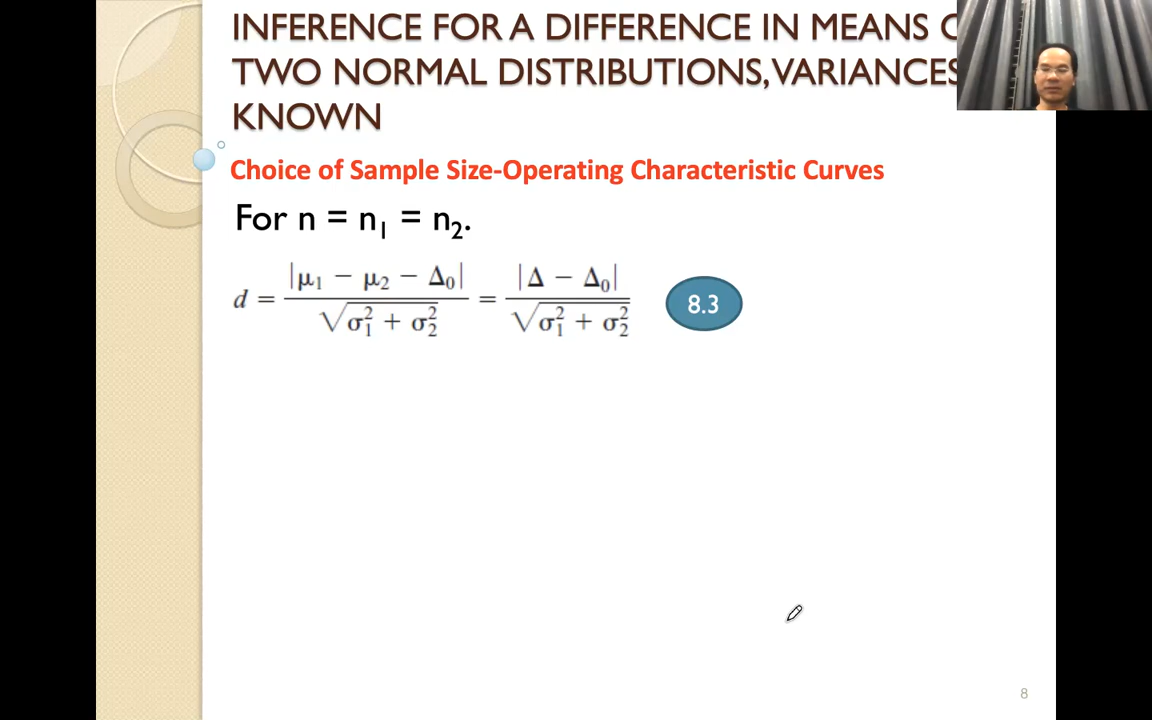 INFERENCE FOR A DIFFERENCE IN MEANS
TWO NORMAL DISTRIBUTIONS, VARIANCES
KNOWN
Choice of Sample Size-Operating Characteristic Curves
For n = n₁ = n₂.
d = |μ₁ − μ₂ − Δ₀| / √(σ₁² + σ₂²) = |Δ − Δ₀| / √(σ₁² + σ₂²)
8.3
8